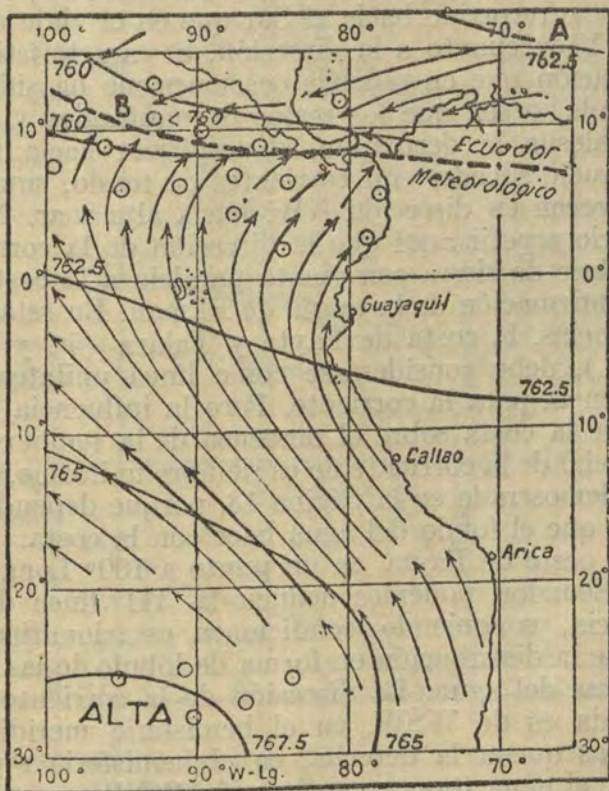 100° 90° 80° 70° A
760 762.5
B < 760
760
10° 10°
Ecuador
Meteorológico
762.5
0° 0°
Guayaquil
762.5
10° 10°
765
Callao
Arica
20° 20°
ALTA
767.5 765
30° 30°
100° 90° W-Lg. 80° 70°